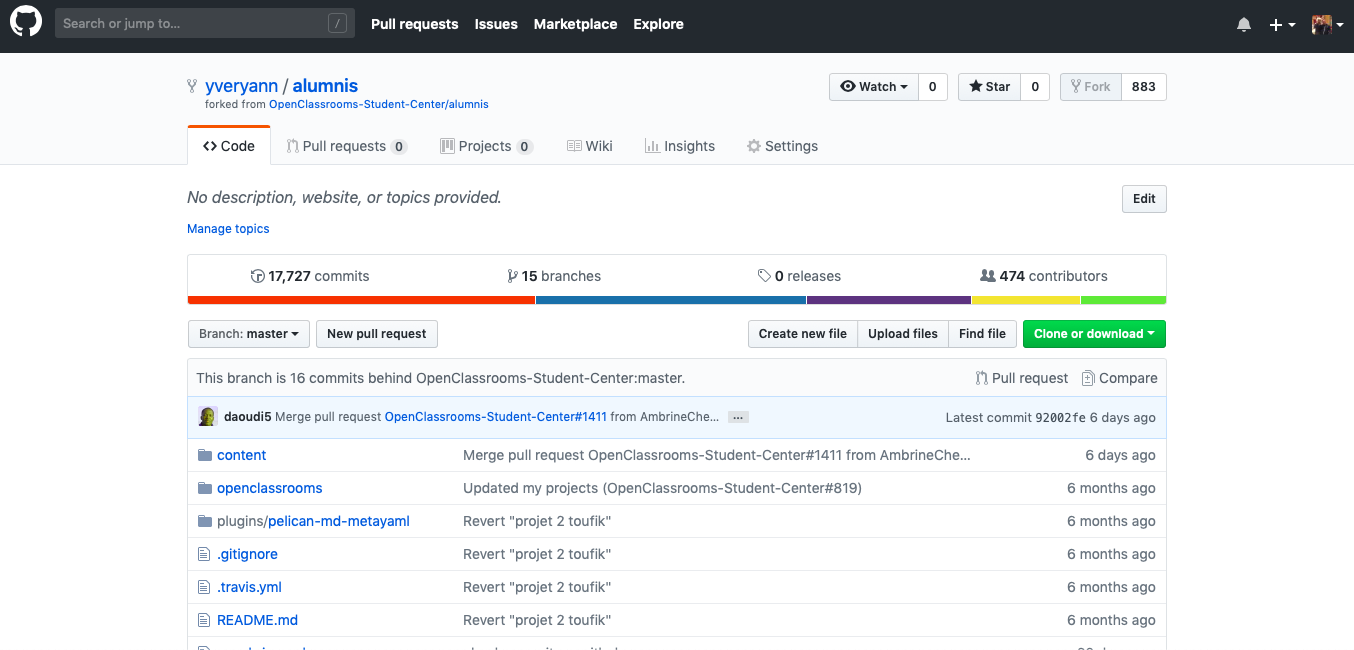 Search or jump to… /
Pull requests Issues Marketplace Explore
yveryann / alumnis
forked from OpenClassrooms-Student-Center/alumnis
Watch 0 Star 0 Fork 883
Code Pull requests 0 Projects 0 Wiki Insights Settings
No description, website, or topics provided. Edit
Manage topics
17,727 commits 15 branches 0 releases 474 contributors
Branch: master New pull request Create new file Upload files Find file Clone or download
This branch is 16 commits behind OpenClassrooms-Student-Center:master. Pull request Compare
daoudi5 Merge pull request OpenClassrooms-Student-Center#1411 from AmbrineChe… … Latest commit 92002fe 6 days ago
content Merge pull request OpenClassrooms-Student-Center#1411 from AmbrineChe… 6 days ago
openclassrooms Updated my projects (OpenClassrooms-Student-Center#819) 6 months ago
plugins/pelican-md-metayaml Revert "projet 2 toufik" 6 months ago
.gitignore Revert "projet 2 toufik" 6 months ago
.travis.yml Revert "projet 2 toufik" 6 months ago
README.md Revert "projet 2 toufik" 6 months ago